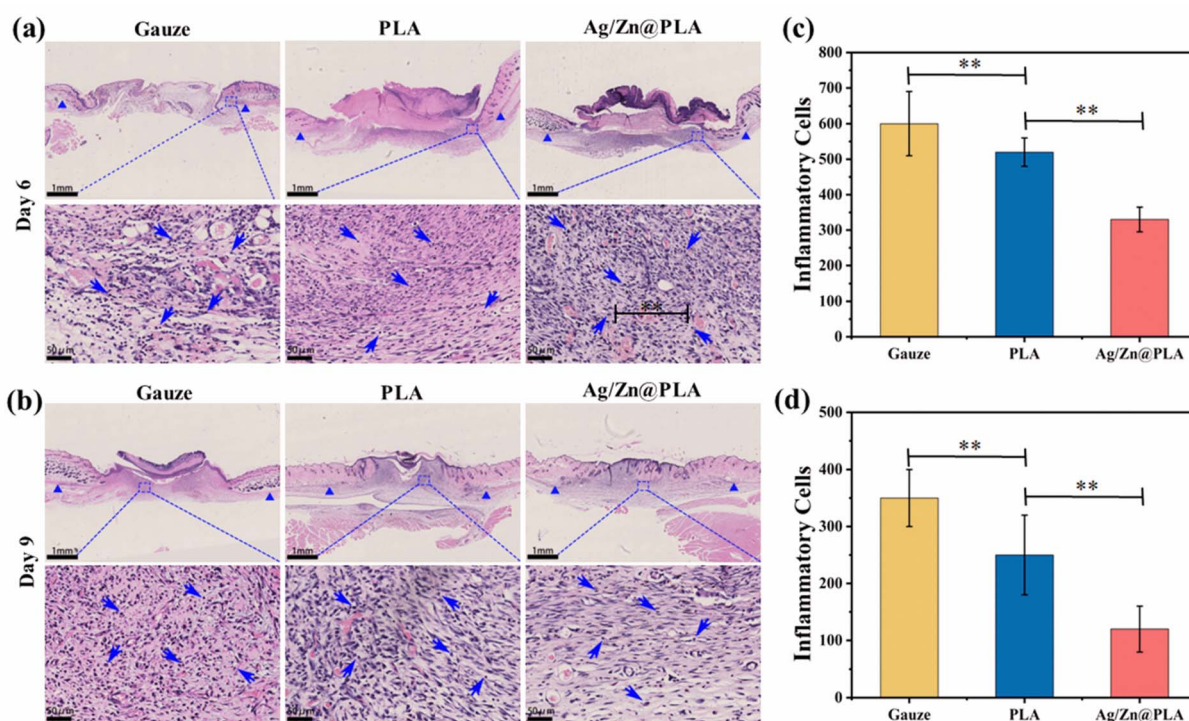 (a)
Gauze
PLA
Ag/Zn@PLA
Day 6
1mm
1mm
1mm
50μm
50μm
50μm
**
(b)
Gauze
PLA
Ag/Zn@PLA
Day 9
1mm
1mm
1mm
50μm
50μm
(c)
Inflammatory Cells
800
700
600
500
400
300
200
100
0
**
**
Gauze
PLA
Ag/Zn@PLA
(d)
Inflammatory Cells
500
400
300
200
100
0
**
**
Gauze
PLA
Ag/Zn@PLA